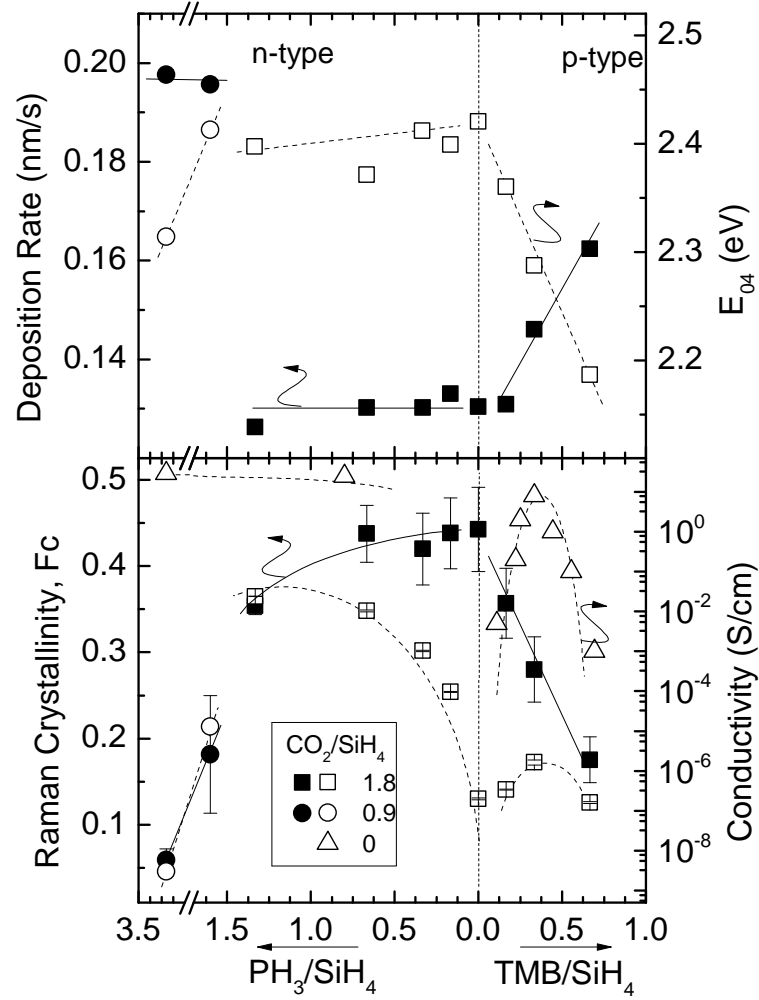 n-type
p-type
Deposition Rate (nm/s)
0.20
0.18
0.16
0.14
2.5
2.4
2.3
2.2
E₀₄ (eV)
Raman Crystallinity, Fc
0.5
0.4
0.3
0.2
0.1
10⁰
10⁻²
10⁻⁴
10⁻⁶
10⁻⁸
Conductivity (S/cm)
CO₂/SiH₄
1.8
0.9
0
3.5 1.5 1.0 0.5 0.0 0.5 1.0
PH₃/SiH₄ TMB/SiH₄